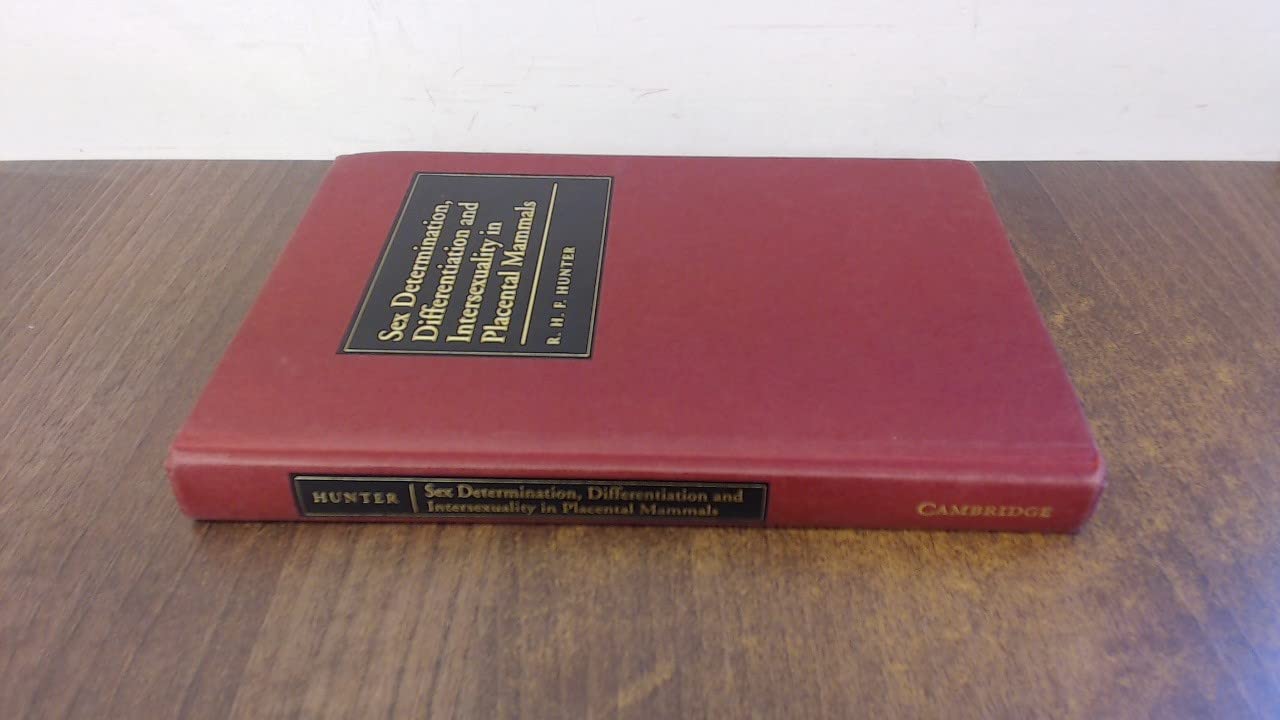 Sex Determination,
Differentiation and
Intersexuality in
Placental Mammals
R. H. F. HUNTER
HUNTER
Sex Determination, Differentiation and
Intersexuality in Placental Mammals
CAMBRIDGE